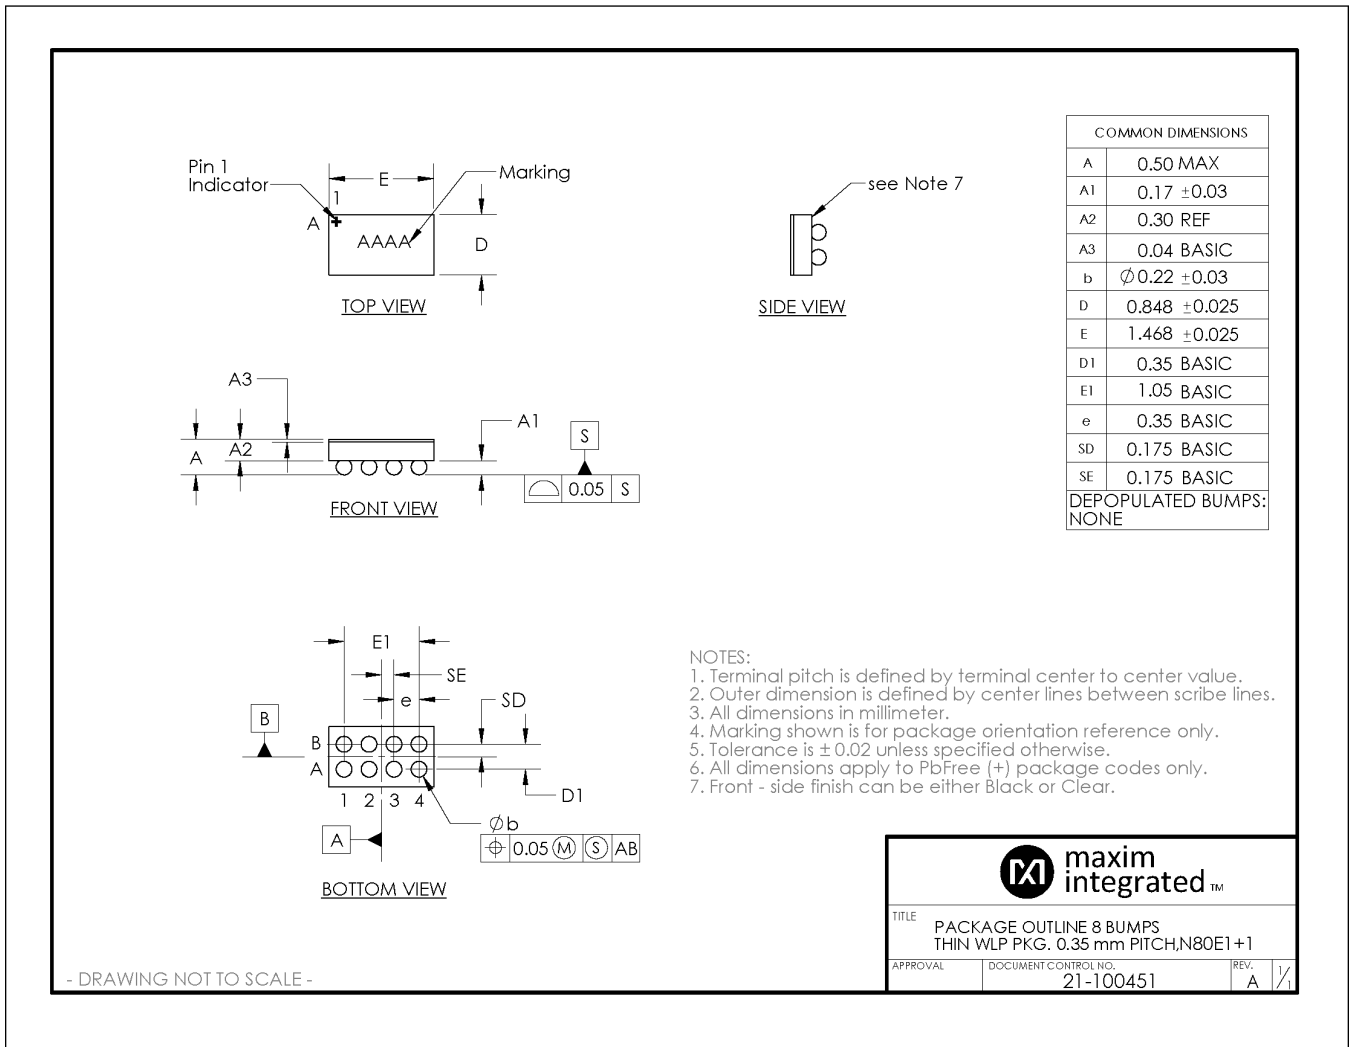 Pin 1
Indicator
1
A
E
Marking
AAAA
D
TOP VIEW
see Note 7
SIDE VIEW
COMMON DIMENSIONS
A 0.50 MAX
A1 0.17 ±0.03
A2 0.30 REF
A3 0.04 BASIC
b ∅0.22 ±0.03
D 0.848 ±0.025
E 1.468 ±0.025
D1 0.35 BASIC
E1 1.05 BASIC
e 0.35 BASIC
SD 0.175 BASIC
SE 0.175 BASIC
DEPOPULATED BUMPS:
NONE
A3
A
A2
A1
S
0.05 S
FRONT VIEW
E1
SE
e
SD
B
B
A
1 2 3 4
D1
∅b
A
⌖ 0.05 Ⓜ Ⓢ AB
BOTTOM VIEW
NOTES:
1. Terminal pitch is defined by terminal center to center value.
2. Outer dimension is defined by center lines between scribe lines.
3. All dimensions in millimeter.
4. Marking shown is for package orientation reference only.
5. Tolerance is ± 0.02 unless specified otherwise.
6. All dimensions apply to PbFree (+) package codes only.
7. Front - side finish can be either Black or Clear.
maxim
integrated ™
TITLE
PACKAGE OUTLINE 8 BUMPS
THIN WLP PKG. 0.35 mm PITCH,N80E1+1
APPROVAL
DOCUMENT CONTROL NO.
21-100451
REV.
A
1/1
- DRAWING NOT TO SCALE -